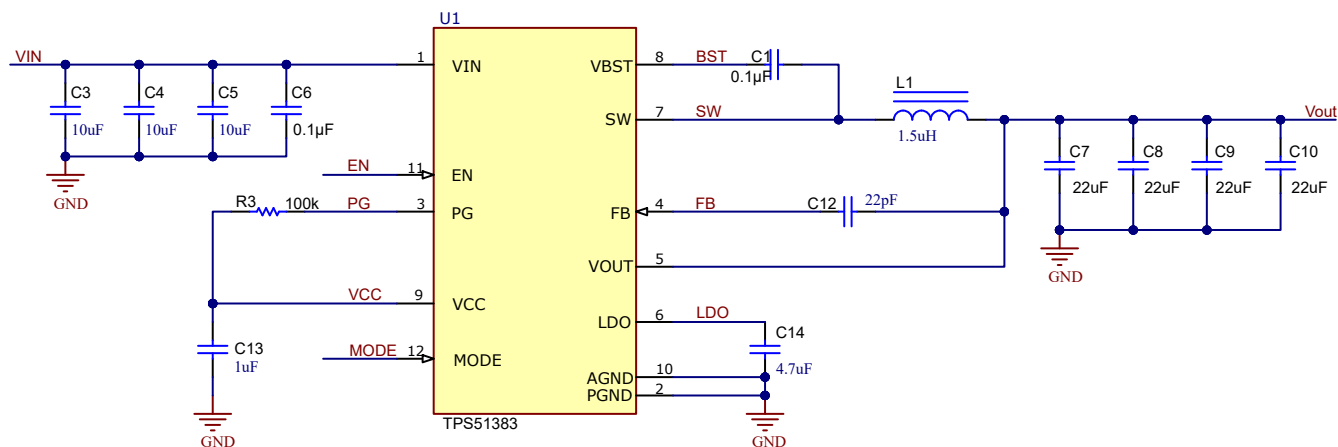 U1
VIN
1
VIN
C3
10uF
C4
10uF
C5
10uF
C6
0.1µF
GND
EN
11
EN
R3
100k
PG
3
PG
VCC
9
VCC
C13
1uF
GND
MODE
12
MODE
VBST
8
BST
C1
0.1µF
SW
7
SW
L1
1.5uH
Vout
C7
22uF
C8
22uF
C9
22uF
C10
22uF
GND
FB
4
FB
C12
22pF
VOUT
5
LDO
6
LDO
C14
4.7uF
AGND
10
PGND
2
GND
TPS51383